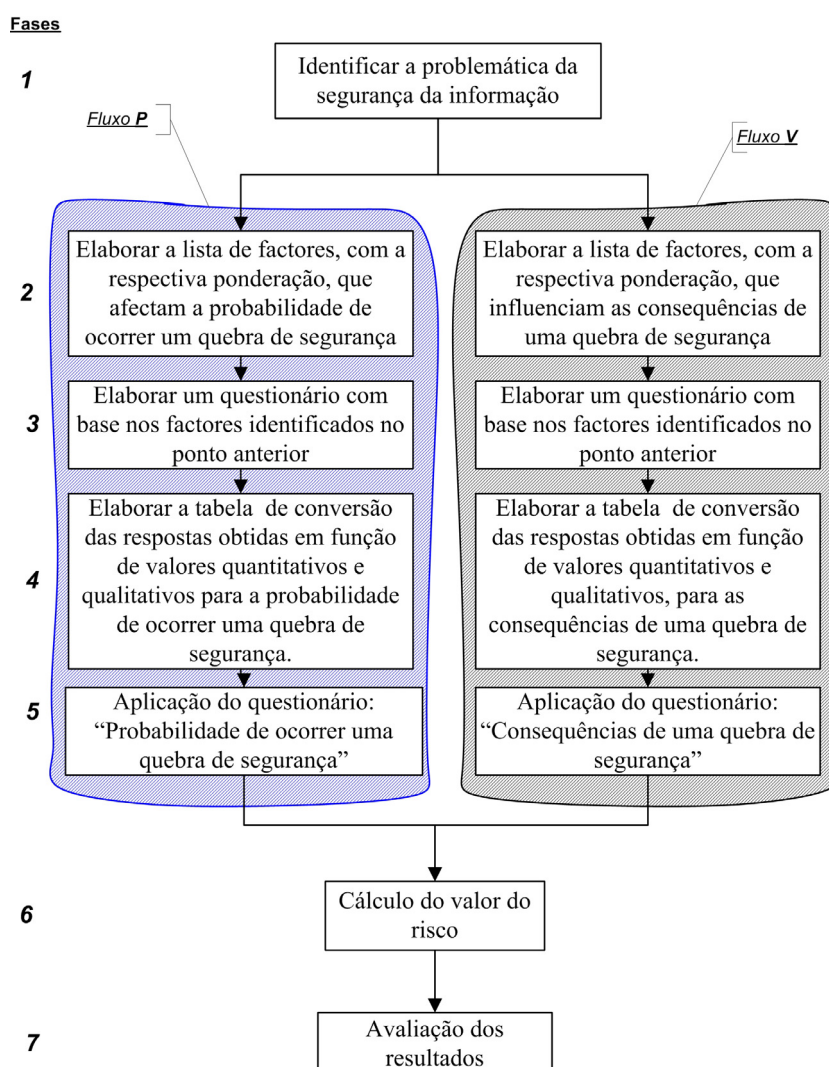 Fases
1
Identificar a problemática da
segurança da informação
Fluxo P
Fluxo V
2
Elaborar a lista de factores, com a
respectiva ponderação, que
afectam a probabilidade de
ocorrer um quebra de segurança
Elaborar a lista de factores, com a
respectiva ponderação, que
influenciam as consequências de
uma quebra de segurança
3
Elaborar um questionário com
base nos factores identificados no
ponto anterior
Elaborar um questionário com
base nos factores identificados no
ponto anterior
4
Elaborar a tabela de conversão
das respostas obtidas em função
de valores quantitativos e
qualitativos para a probabilidade
de ocorrer uma quebra de
segurança.
Elaborar a tabela de conversão
das respostas obtidas em função
de valores quantitativos e
qualitativos, para as
consequências de uma quebra de
segurança.
5
Aplicação do questionário:
“Probabilidade de ocorrer uma
quebra de segurança”
Aplicação do questionário:
“Consequências de uma quebra de
segurança”
6
Cálculo do valor do
risco
7
Avaliação dos
resultados